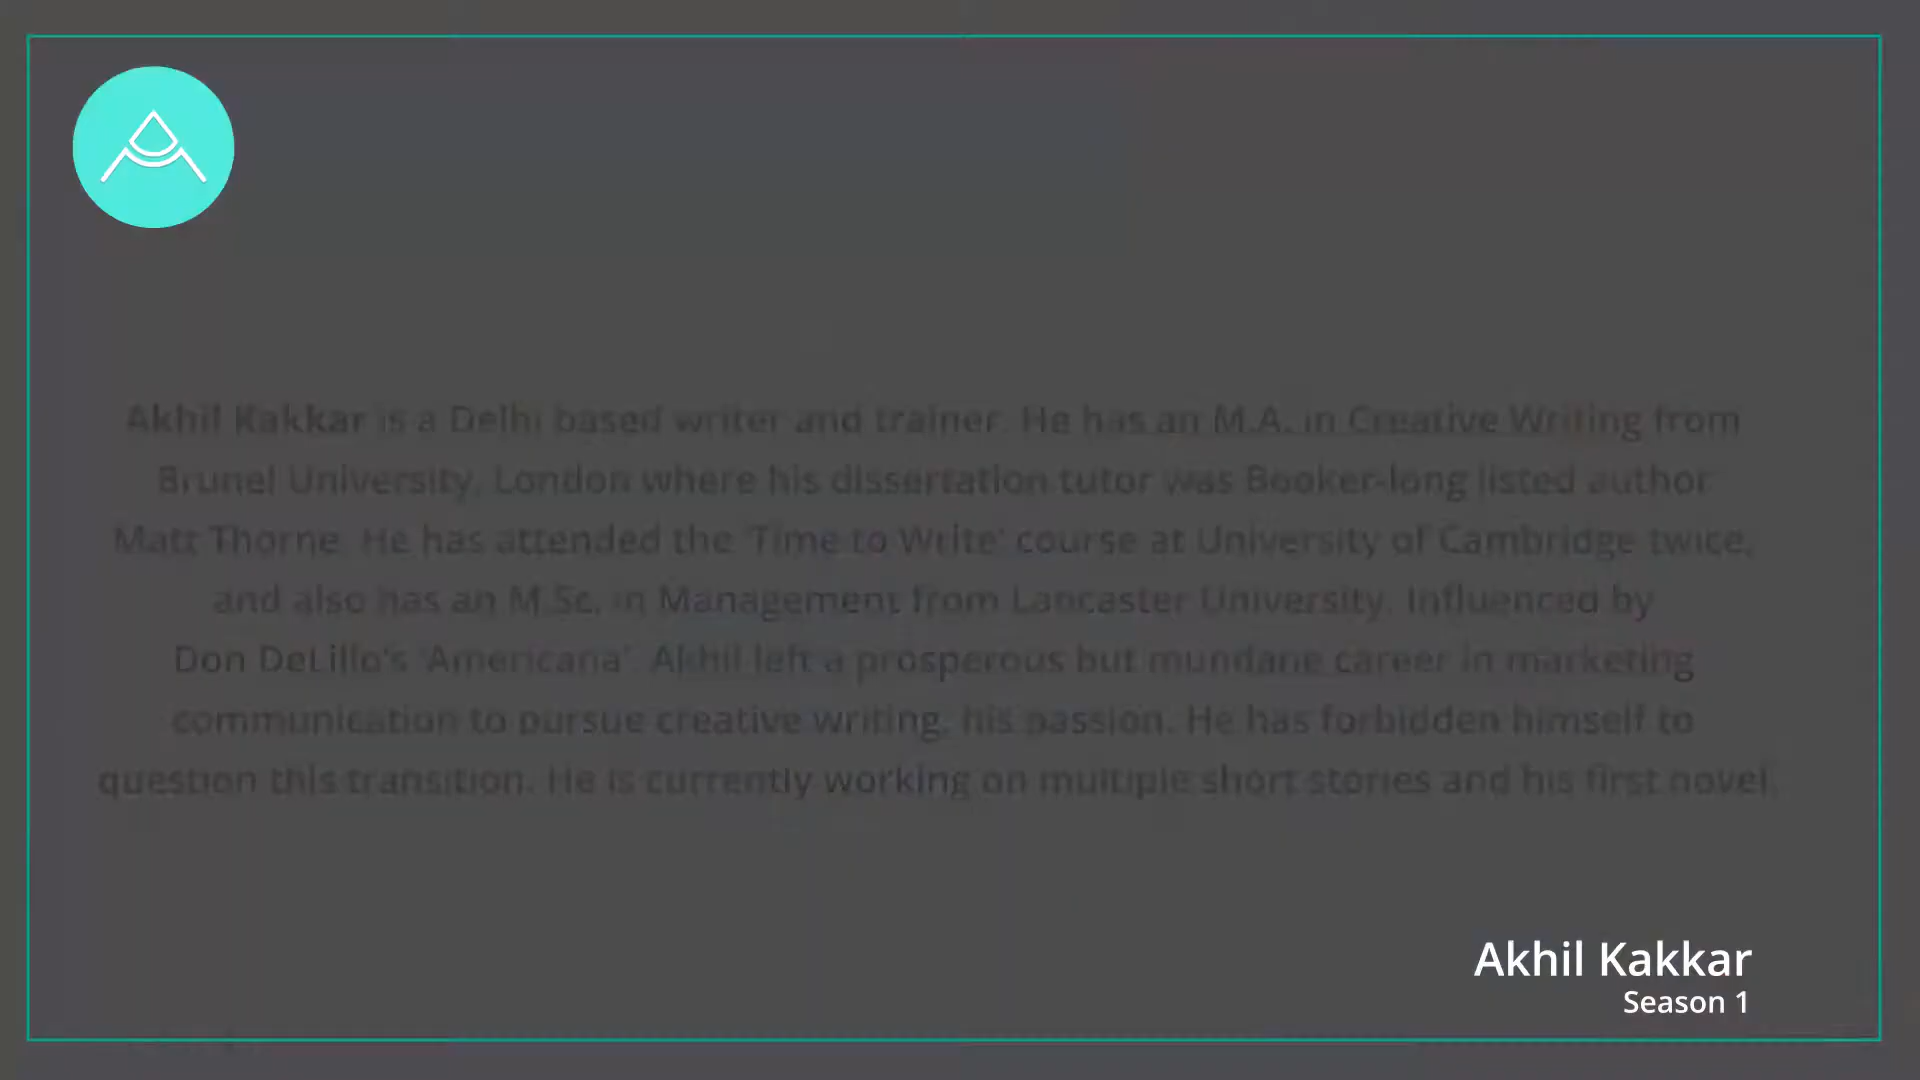 Akhil Kakkar is a Delhi based writer and trainer. He has an M.A. in Creative Writing from
Brunel University, London where his dissertation tutor was Booker-long listed author
Matt Thorne. He has attended the 'Time to Write' course at University of Cambridge twice,
and also has an M.Sc. in Management from Lancaster University. Influenced by
Don DeLillo's 'Americana', Akhil left a prosperous but mundane career in marketing
communication to pursue creative writing, his passion. He has forbidden himself to
question this transition. He is currently working on multiple short stories and his first novel.
Akhil Kakkar
Season 1